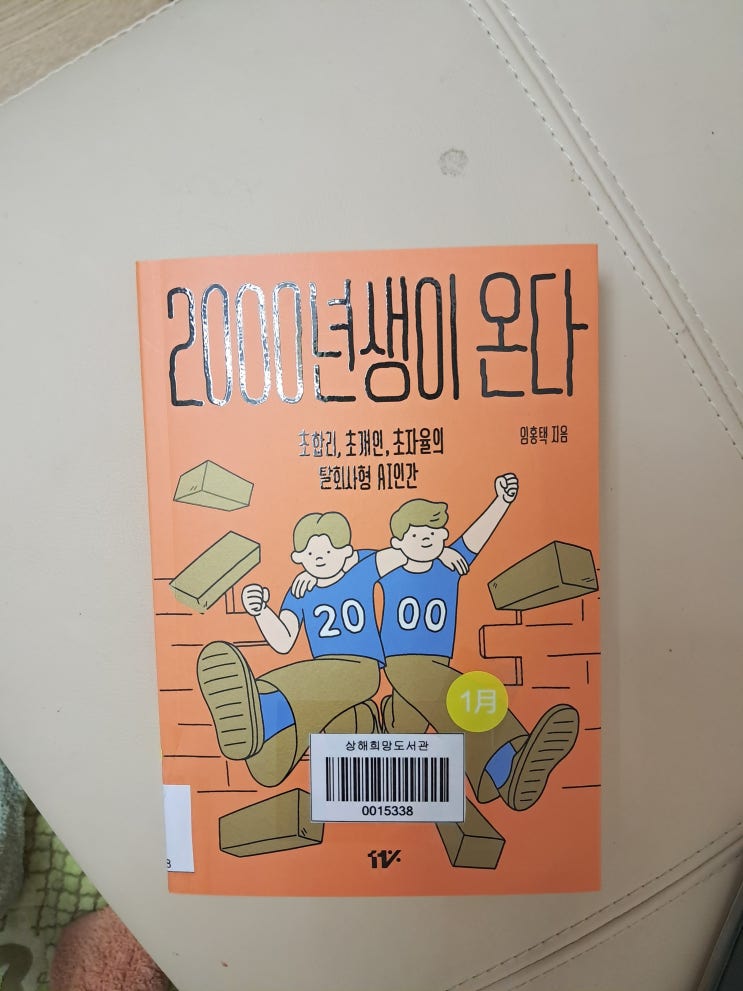 2000년생이 온다
초합리, 초개인, 초자율의
탈회사형 AI인간
임홍택 지음
20
00
1月
상해희망도서관
0015338
11%